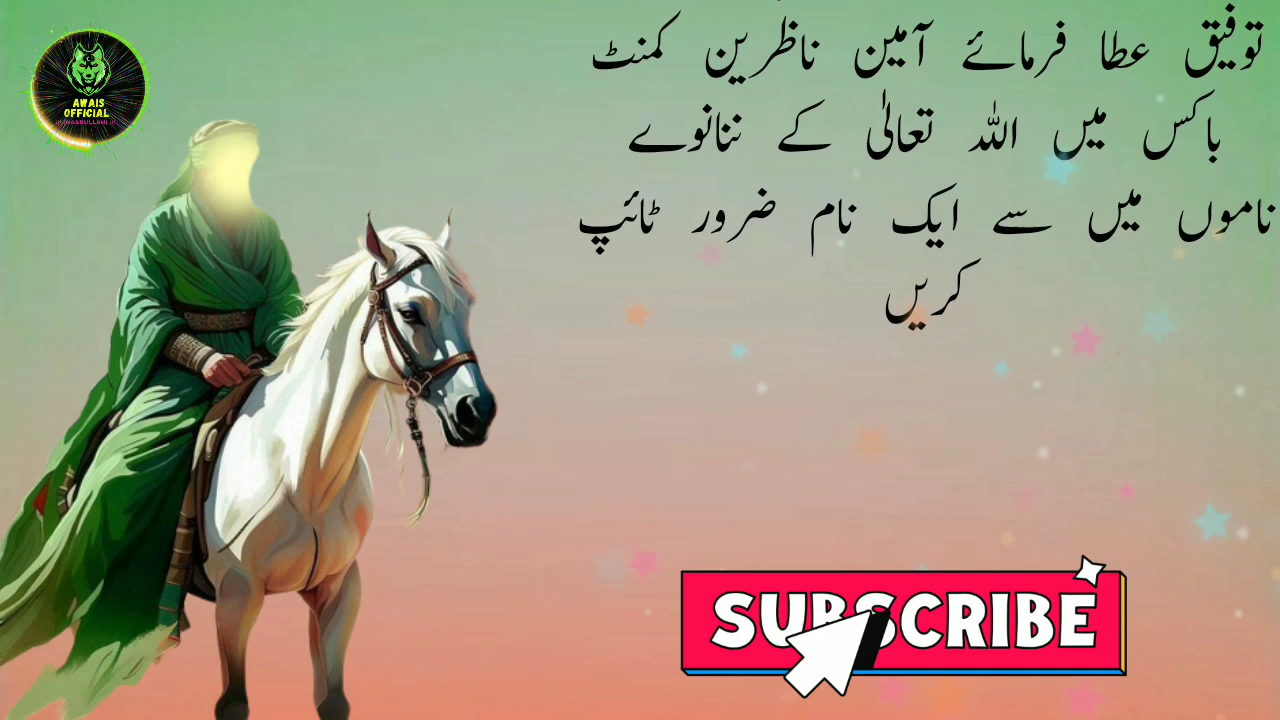 AWAIS
OFFICIAL
توفیق عطا فرمائے آمین ناظرین کمنٹ
باکس میں اللہ تعالیٰ کے ننانوے
ناموں میں سے ایک نام ضرور ٹائپ
کریں
SUBSCRIBE